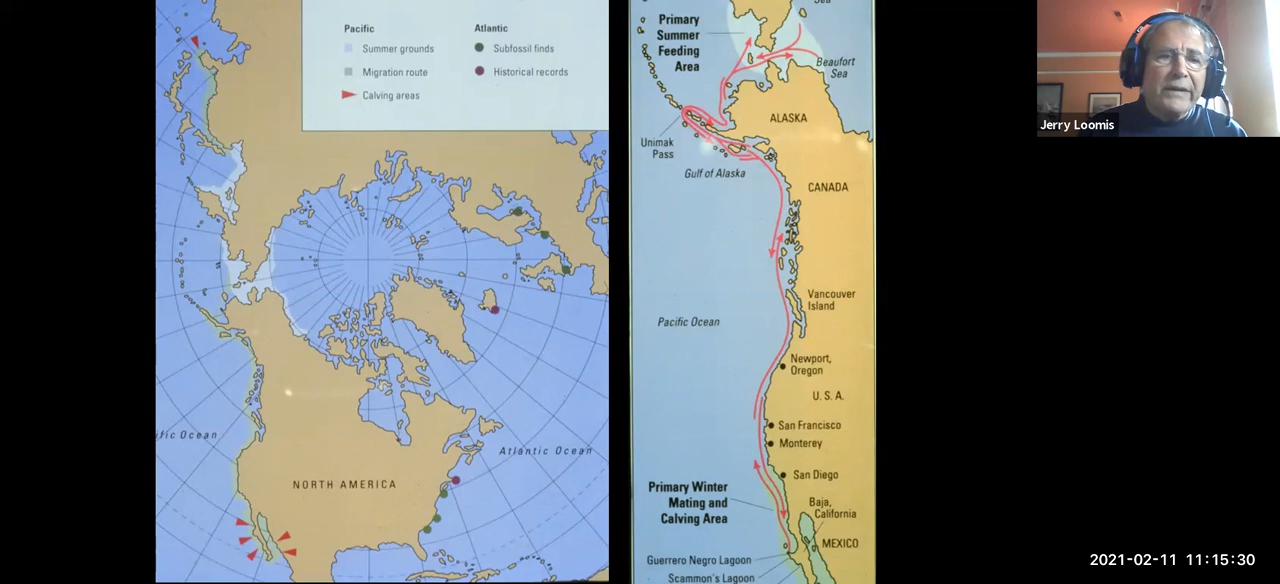 Pacific
Atlantic
Summer grounds
Subfossil finds
Migration route
Historical records
Calving areas
Atlantic Ocean
NORTH AMERICA
Sea
Primary
Summer
Feeding
Area
Beaufort
Sea
ALASKA
Unimak
Pass
Gulf of Alaska
CANADA
Vancouver
Island
Pacific Ocean
Newport,
Oregon
U.S.A.
San Francisco
Monterey
San Diego
Primary Winter
Mating and
Calving Area
Baja,
California
MEXICO
Guerrero Negro Lagoon
Scammon's Lagoon
Jerry Loomis
2021-02-11 11:15:30